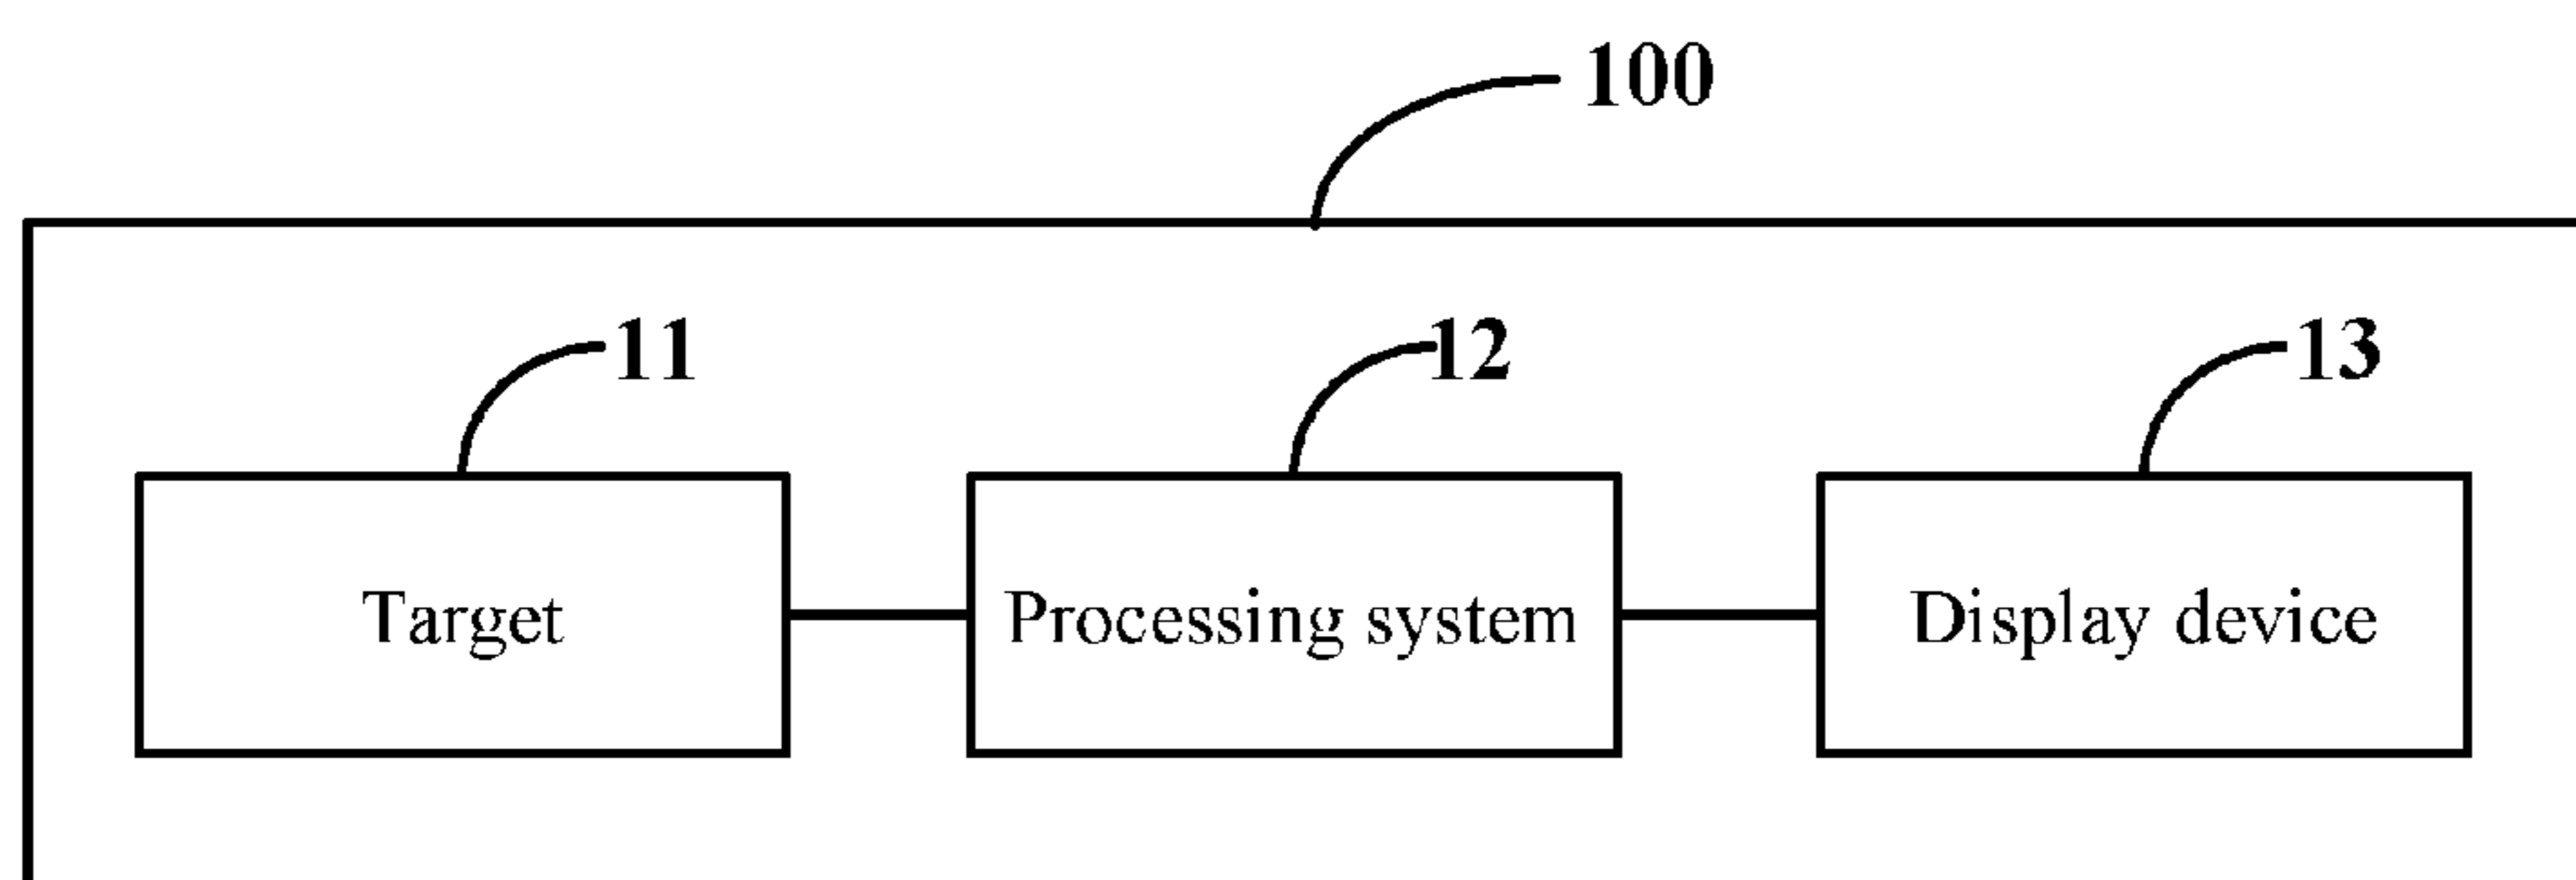 100
11
12
13
Target
Processing system
Display device